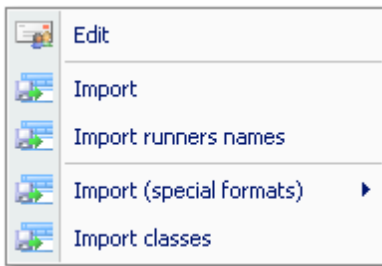 Edit
Import
Import runners names
Import (special formats)
Import classes